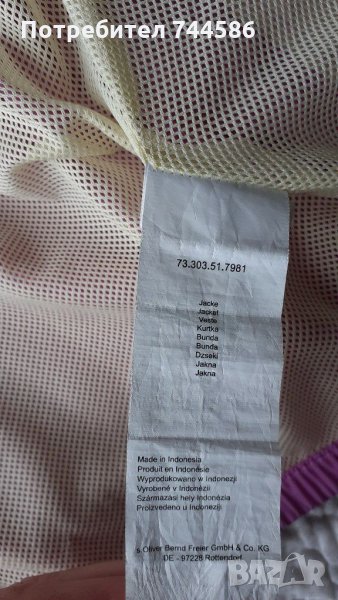 Потребител 744586
73.303.51.7981
Jacke
Jacket
Veste
Kurtka
Bunda
Bunda
Dzseki
Jakna
Jakna
Made in Indonesia
Produit en Indonésie
Wyprodukowano w Indonezji
Vyrobené v Indonézii
Származási hely Indonézia
Proizvedeno u Indoneziji
s.Oliver Bernd Freier GmbH & Co. KG
DE - 97228 Rottendorf
BAZAR